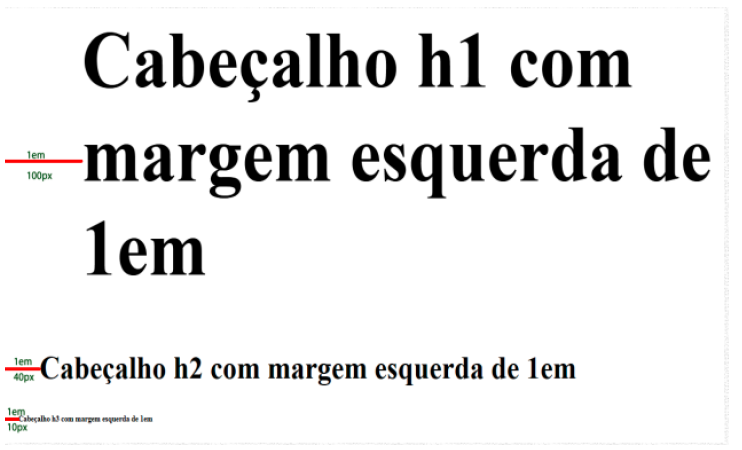 Cabeçalho h1 com
1em
100px
margem esquerda de
1em
1em
40px
Cabeçalho h2 com margem esquerda de 1em
1em
10px
Cabeçalho h3 com margem esquerda de 1em